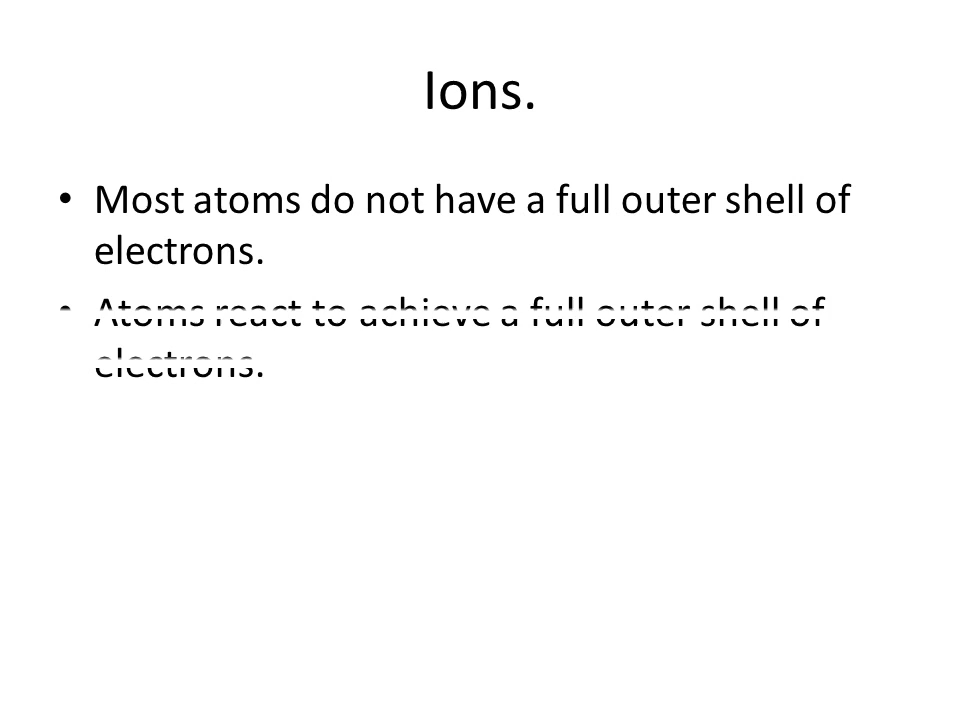 Ions.
• Most atoms do not have a full outer shell of
electrons.
• Atoms react to achieve a full outer shell of
electrons.